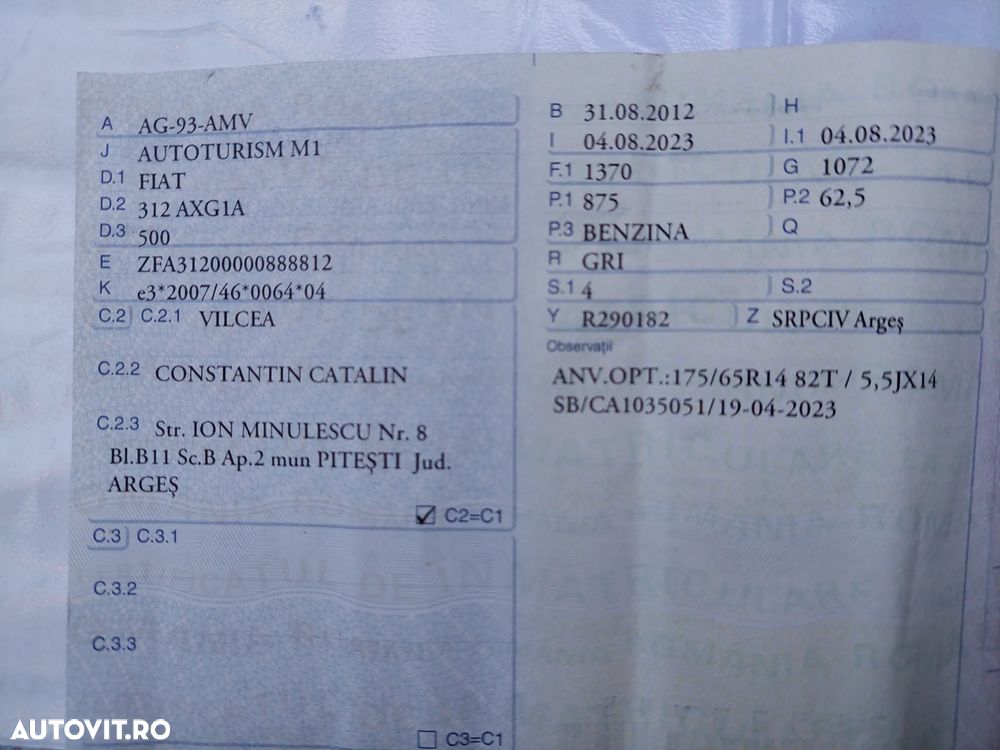 A AG-93-AMV
J AUTOTURISM M1
D.1 FIAT
D.2 312 AXG1A
D.3 500
E ZFA31200000888812
K e3*2007/46*0064*04
C.2 C.2.1 VILCEA
C.2.2 CONSTANTIN CATALIN
C.2.3 Str. ION MINULESCU Nr. 8
Bl.B11 Sc.B Ap.2 mun PITEȘTI Jud.
ARGEȘ
C2=C1
C.3 C.3.1
C.3.2
C.3.3
C3=C1
B 31.08.2012 H
I 04.08.2023 I.1 04.08.2023
F.1 1370 G 1072
P.1 875 P.2 62,5
P.3 BENZINA Q
R GRI
S.1 4 S.2
Y R290182 Z SRPCIV Argeș
Observații
ANV.OPT.:175/65R14 82T / 5,5JX14
SB/CA1035051/19-04-2023
AUTOVIT.RO